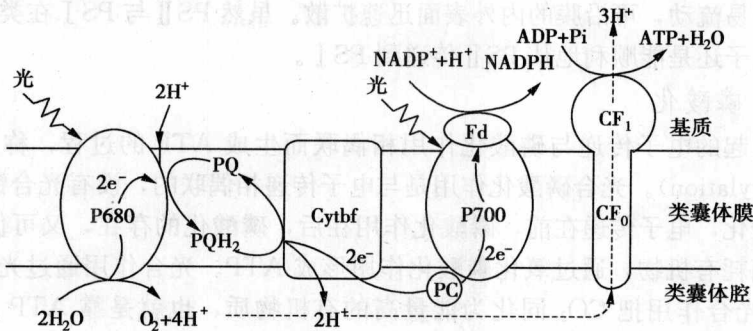 3H⁺
ADP+Pi
ATP+H₂O
NADP⁺+H⁺
NADPH
光
光
2H⁺
Fd
CF₁
基质
2e⁻
PQ
P680
PQH₂
Cytbf
P700
CF₀
类囊体膜
2e⁻
2e⁻
PC
类囊体腔
2H₂O
O₂+4H⁺
2H⁺